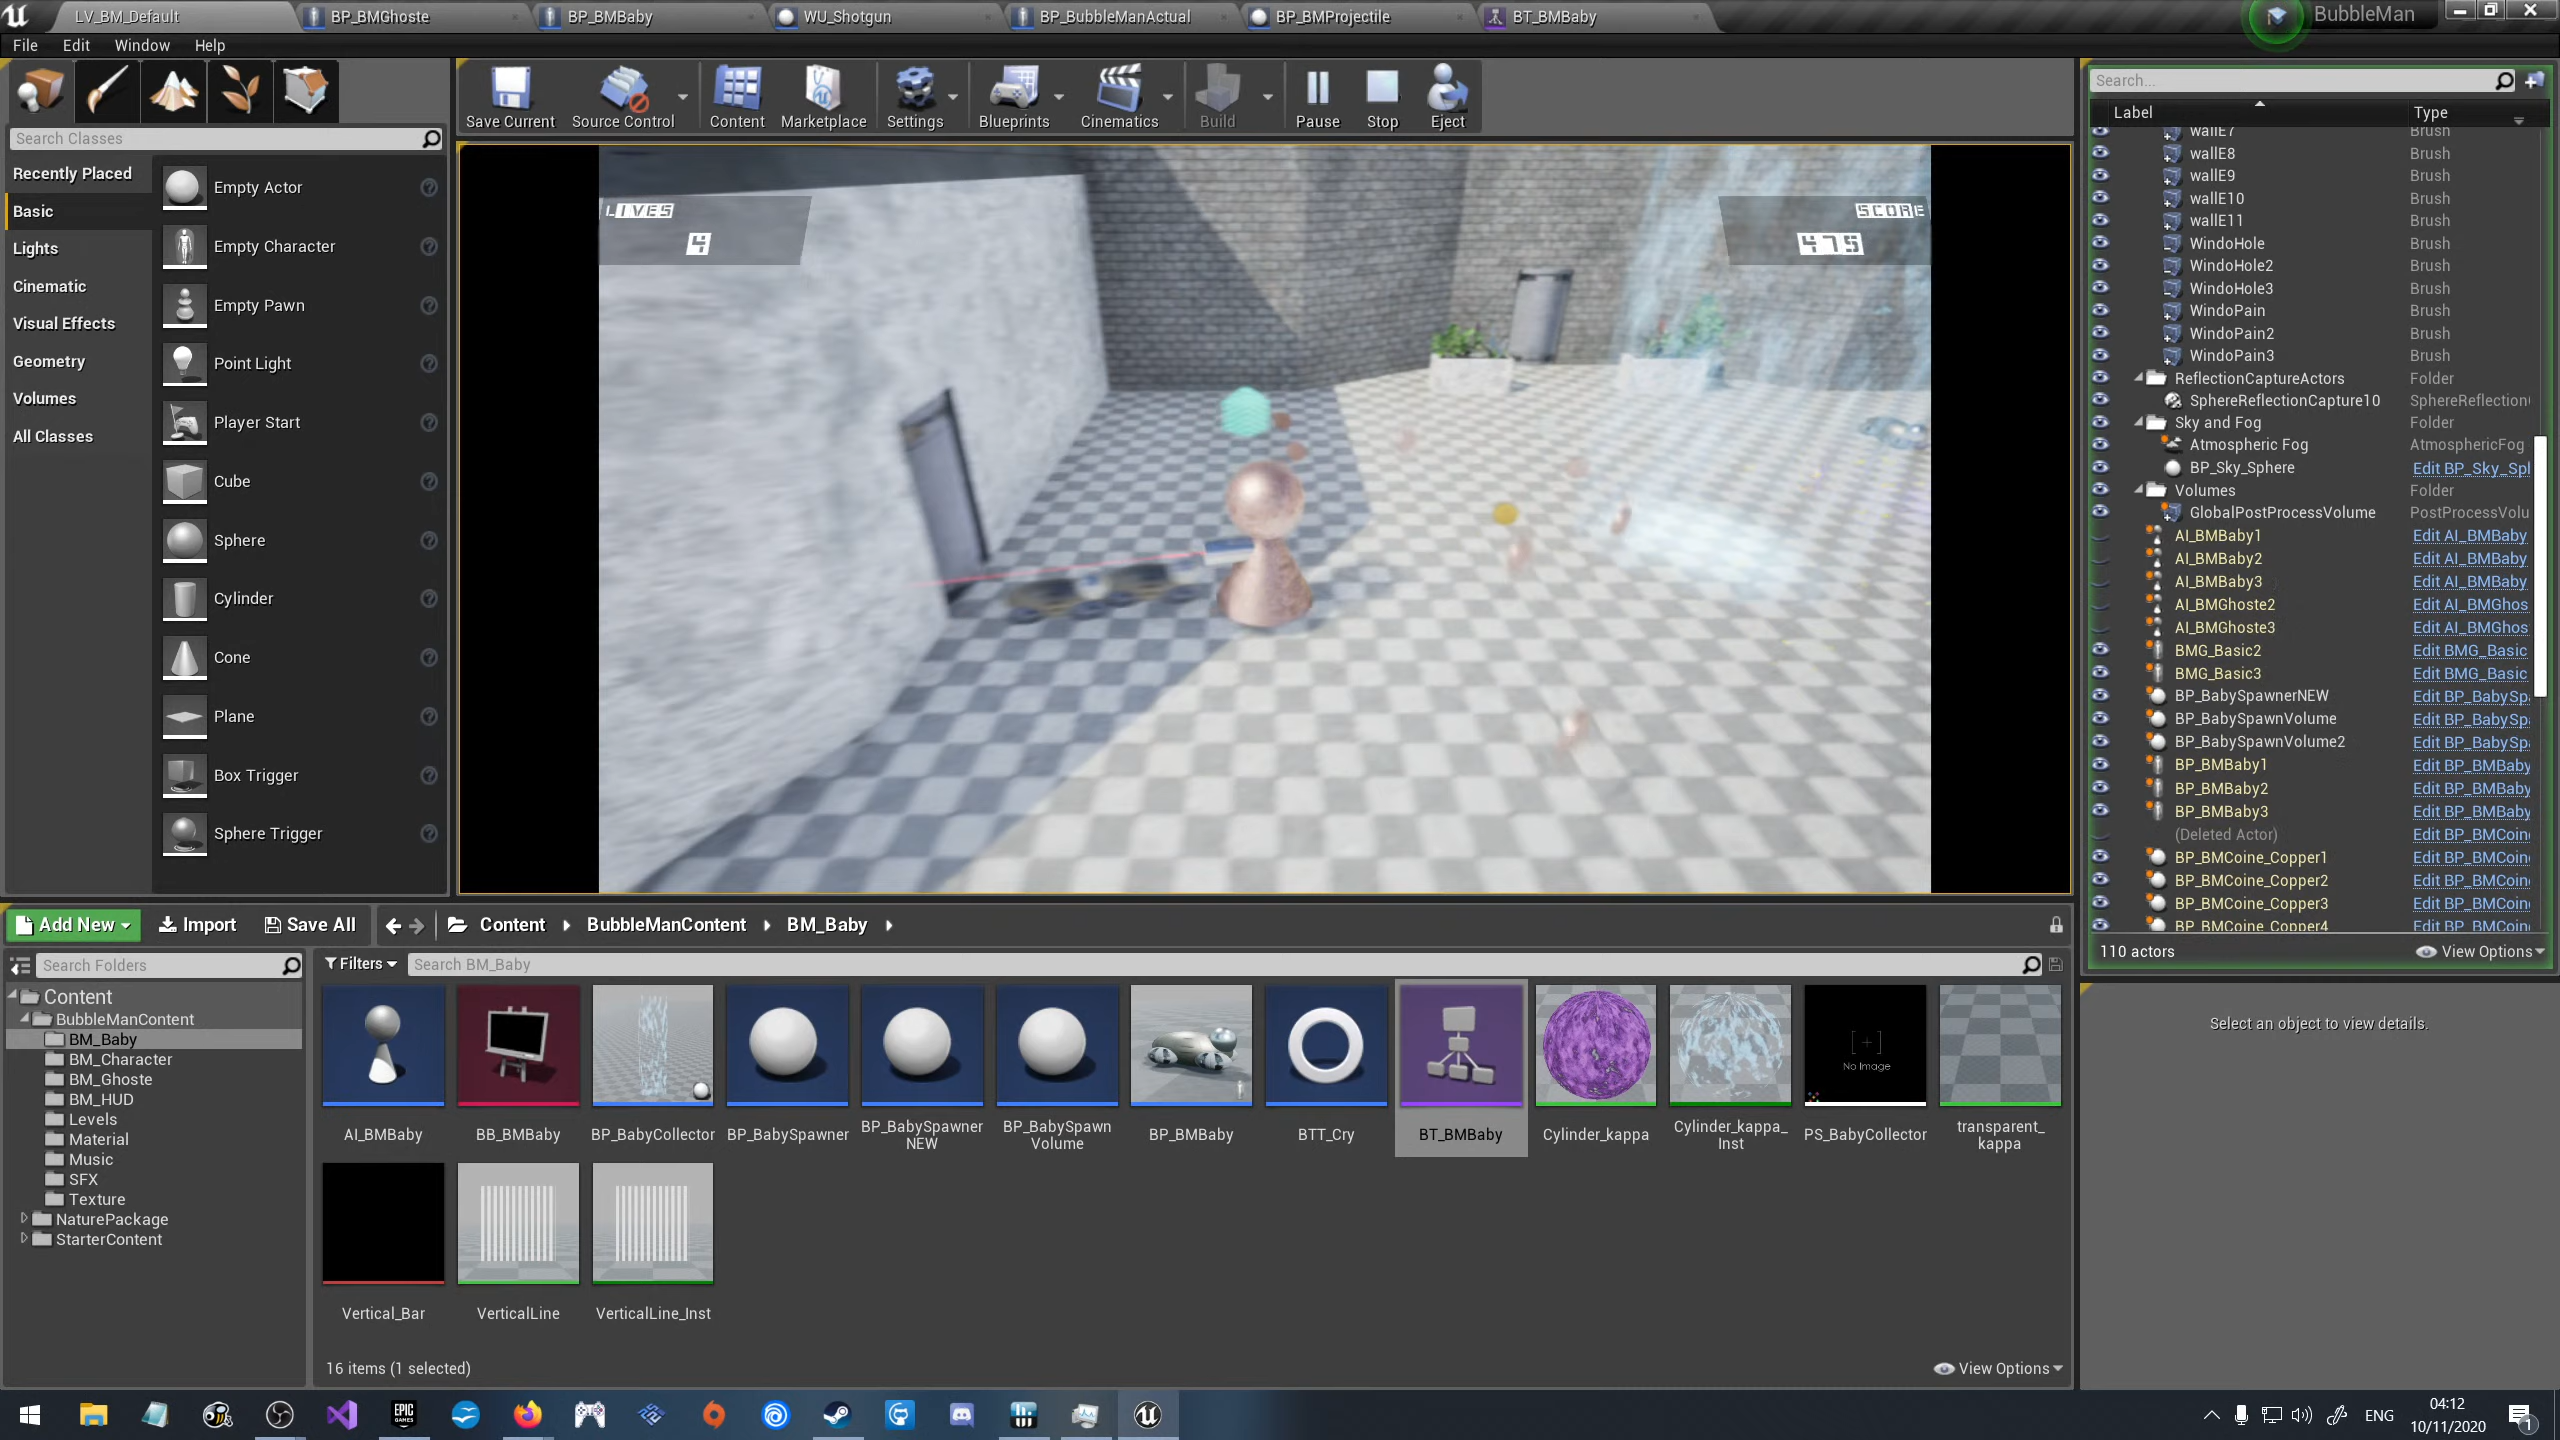 LV_BM_Default
BP_BMGhoste
BP_BMBaby
WU_Shotgun
BP_BubbleManActual
BP_BMProjectile
BT_BMBaby
BubbleMan
File
Edit
Window
Help
Search Classes
Recently Placed
Basic
Lights
Cinematic
Visual Effects
Geometry
Volumes
All Classes
Empty Actor
Empty Character
Empty Pawn
Point Light
Player Start
Cube
Sphere
Cylinder
Cone
Plane
Box Trigger
Sphere Trigger
Save Current
Source Control
Content
Marketplace
Settings
Blueprints
Cinematics
Build
Pause
Stop
Eject
LIVES
4
SCORE
475
Search...
Label
Type
wallE7 Brush
wallE8 Brush
wallE9 Brush
wallE10 Brush
wallE11 Brush
WindoHole Brush
WindoHole2 Brush
WindoHole3 Brush
WindoPain Brush
WindoPain2 Brush
WindoPain3 Brush
ReflectionCaptureActors Folder
SphereReflectionCapture10 SphereReflection
Sky and Fog Folder
Atmospheric Fog AtmosphericFog
BP_Sky_Sphere Edit BP_Sky_Spl
Volumes Folder
GlobalPostProcessVolume PostProcessVolu
AI_BMBaby1 Edit AI_BMBaby
AI_BMBaby2 Edit AI_BMBaby
AI_BMBaby3 Edit AI_BMBaby
AI_BMGhoste2 Edit AI_BMGhos
AI_BMGhoste3 Edit AI_BMGhos
BMG_Basic2 Edit BMG_Basic
BMG_Basic3 Edit BMG_Basic
BP_BabySpawnerNEW Edit BP_BabySpa
BP_BabySpawnVolume Edit BP_BabySpa
BP_BabySpawnVolume2 Edit BP_BabySpa
BP_BMBaby1 Edit BP_BMBaby
BP_BMBaby2 Edit BP_BMBaby
BP_BMBaby3 Edit BP_BMBaby
(Deleted Actor) Edit BP_BMCoin
BP_BMCoine_Copper1 Edit BP_BMCoin
BP_BMCoine_Copper2 Edit BP_BMCoin
BP_BMCoine_Copper3 Edit BP_BMCoin
BP_BMCoine_Copper4 Edit BP_BMCoin
110 actors
View Options
Select an object to view details.
Add New
Import
Save All
Content
BubbleManContent
BM_Baby
Search Folders
Filters
Search BM_Baby
Content
BubbleManContent
BM_Baby
BM_Character
BM_Ghoste
BM_HUD
Levels
Material
Music
SFX
Texture
NaturePackage
StarterContent
AI_BMBaby
BB_BMBaby
BP_BabyCollector
BP_BabySpawner
BP_BabySpawner
NEW
BP_BabySpawn
Volume
BP_BMBaby
BTT_Cry
BT_BMBaby
Cylinder_kappa
Cylinder_kappa_
Inst
No Image
PS_BabyCollector
transparent_
kappa
Vertical_Bar
VerticalLine
VerticalLine_Inst
16 items (1 selected)
View Options
EPIC
GAMES
ENG
04:12
10/11/2020
1